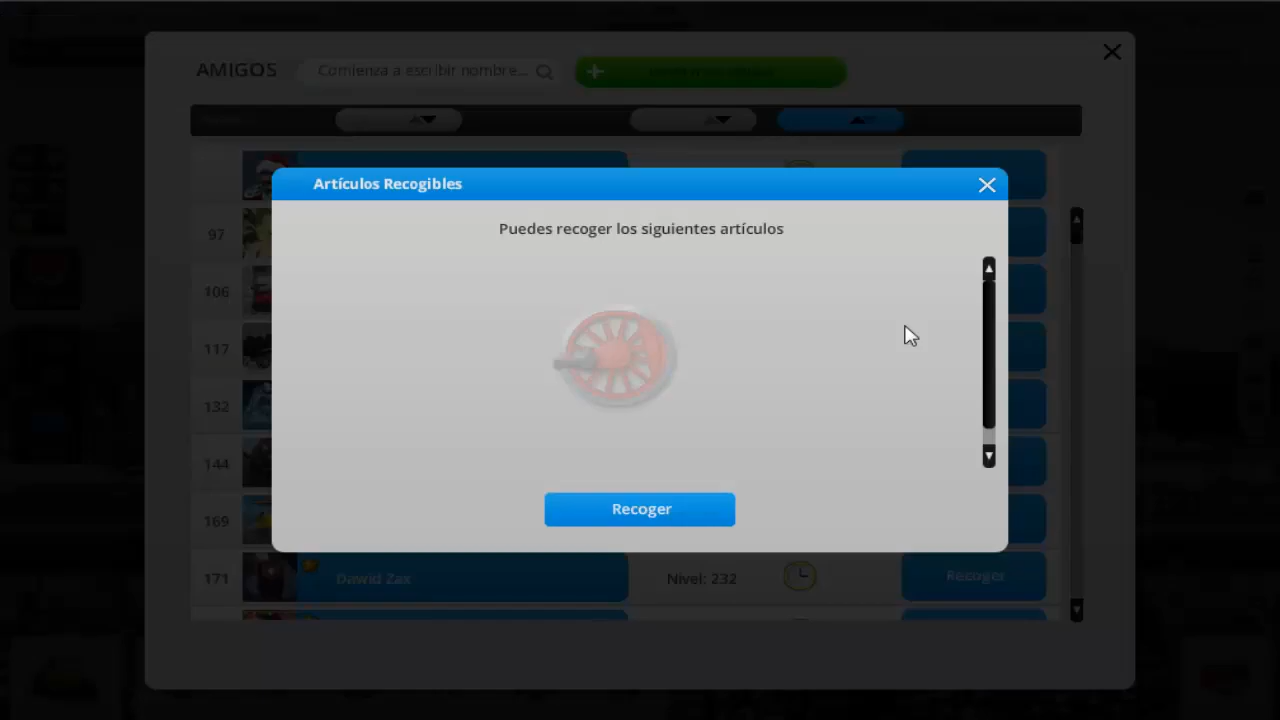 AMIGOS
Comienza a escribir nombre...
Artículos Recogibles
Puedes recoger los siguientes artículos
97
106
117
132
144
169
Recoger
171
Dawid Zax
Nivel: 232
Recoger